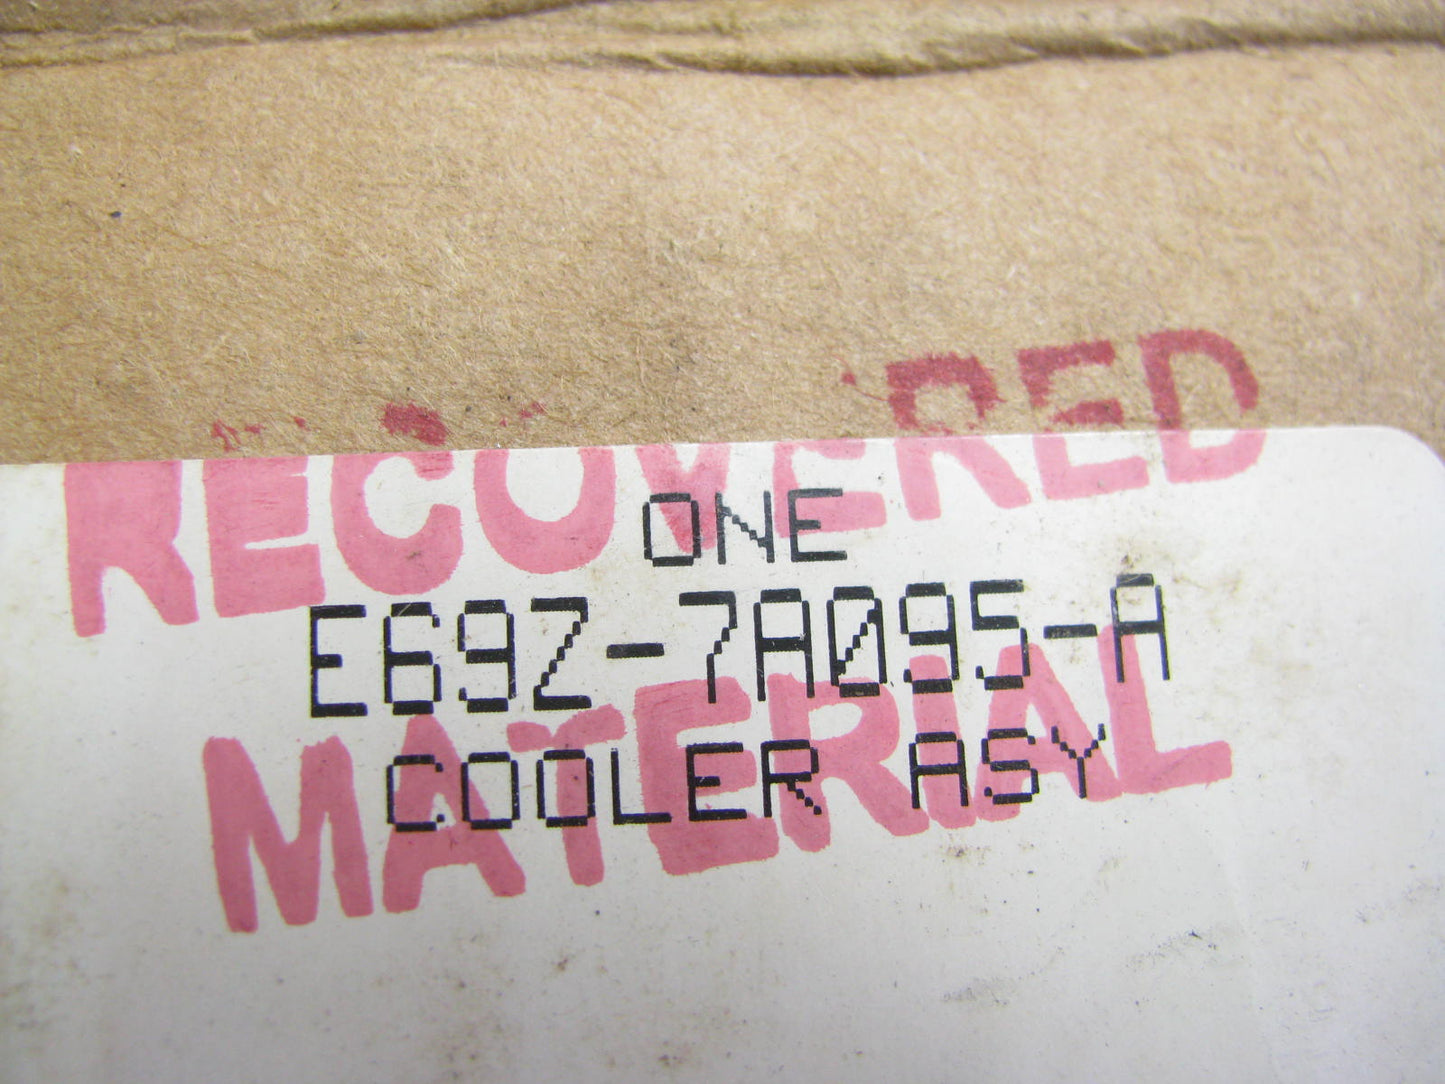 RECOVERED
ONE
E69Z-7A095-A
MATERIAL
COOLER ASY